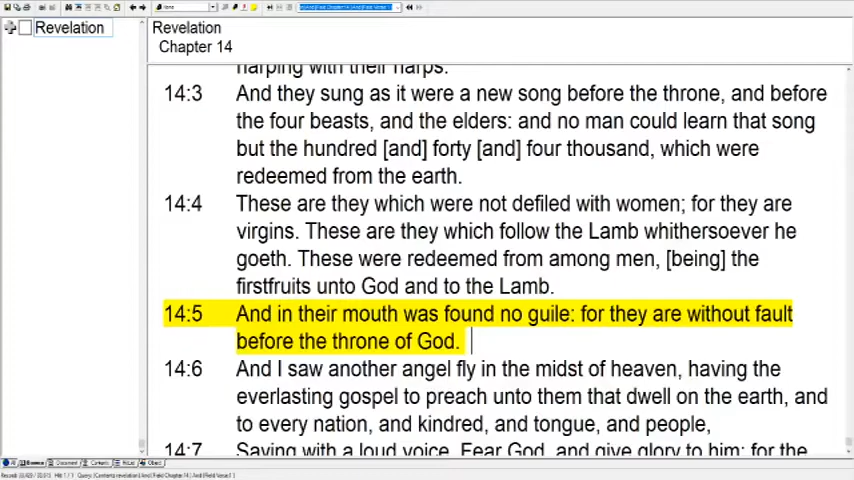 Revelation
Revelation
Chapter 14
harping with their harps.
14:3 And they sung as it were a new song before the throne, and before
the four beasts, and the elders: and no man could learn that song
but the hundred [and] forty [and] four thousand, which were
redeemed from the earth.
14:4 These are they which were not defiled with women; for they are
virgins. These are they which follow the Lamb whithersoever he
goeth. These were redeemed from among men, [being] the
firstfruits unto God and to the Lamb.
14:5 And in their mouth was found no guile: for they are without fault
before the throne of God.
14:6 And I saw another angel fly in the midst of heaven, having the
everlasting gospel to preach unto them that dwell on the earth, and
to every nation, and kindred, and tongue, and people,
14:7 Saying with a loud voice, Fear God, and give glory to him; for the
All Browse Document Contents Hit List Object